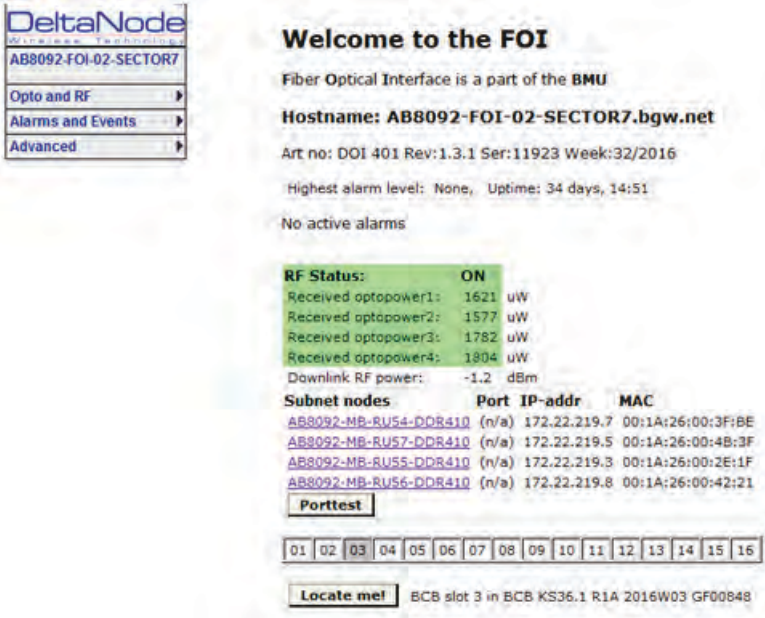 DeltaNode
Wireless Technology
AB8092-FOI-02-SECTOR7
Opto and RF
Alarms and Events
Advanced
Welcome to the FOI
Fiber Optical Interface is a part of the BMU
Hostname: AB8092-FOI-02-SECTOR7.bgw.net
Art no: DOI 401 Rev:1.3.1 Ser:11923 Week:32/2016
Highest alarm level: None, Uptime: 34 days, 14:51
No active alarms
RF Status: ON
Received optopower1: 1621 uW
Received optopower2: 1577 uW
Received optopower3: 1782 uW
Received optopower4: 1804 uW
Downlink RF power: -1.2 dBm
Subnet nodes Port IP-addr MAC
AB8092-MB-RU54-DDR410 (n/a) 172.22.219.7 00:1A:26:00:3F:BE
AB8092-MB-RU57-DDR410 (n/a) 172.22.219.5 00:1A:26:00:4B:3F
AB8092-MB-RU55-DDR410 (n/a) 172.22.219.3 00:1A:26:00:2E:1F
AB8092-MB-RU56-DDR410 (n/a) 172.22.219.8 00:1A:26:00:42:21
Porttest
01 02 03 04 05 06 07 08 09 10 11 12 13 14 15 16
Locate me! BCB slot 3 in BCB KS36.1 R1A 2016W03 GF00848